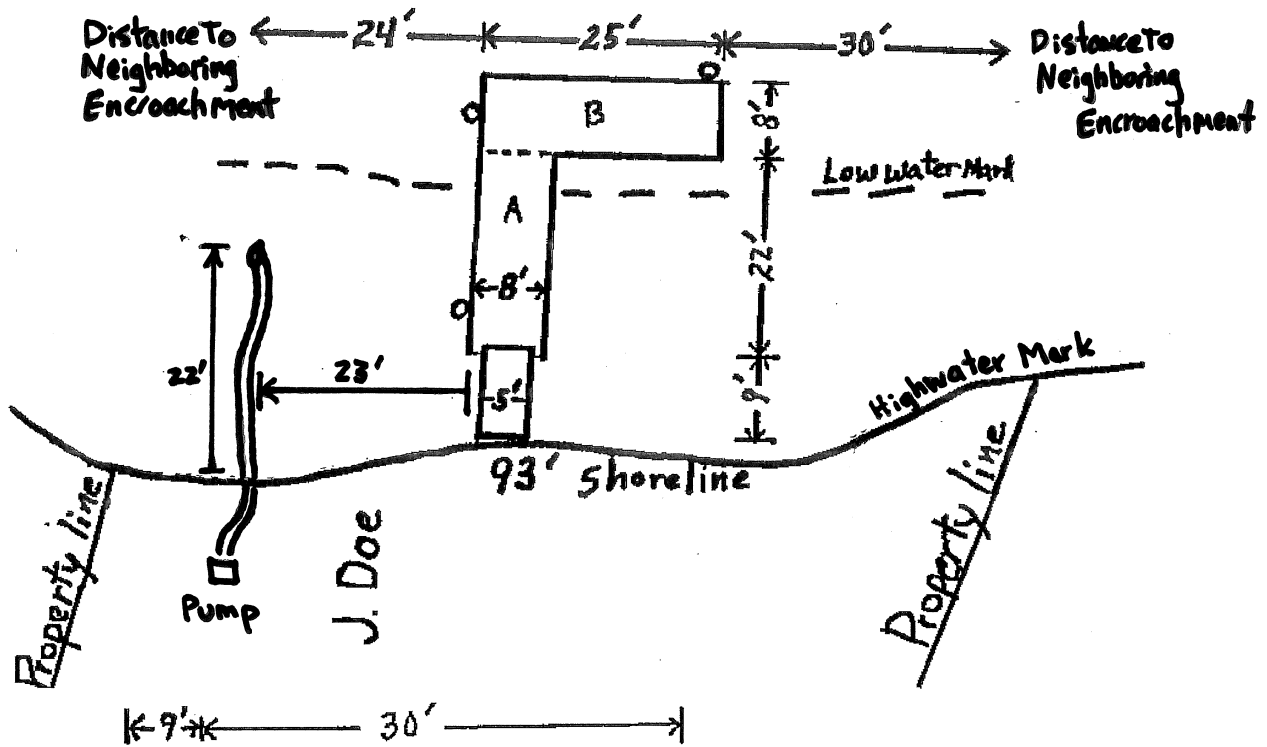 Distance To
Neighboring
Encroachment
24'
25'
30'
Distance To
Neighboring
Encroachment
B
8'
Low water Mark
A
22'
8'
22'
23'
5'
9'
Highwater Mark
93' Shoreline
Property line
J. Doe
Property line
Pump
9'
30'